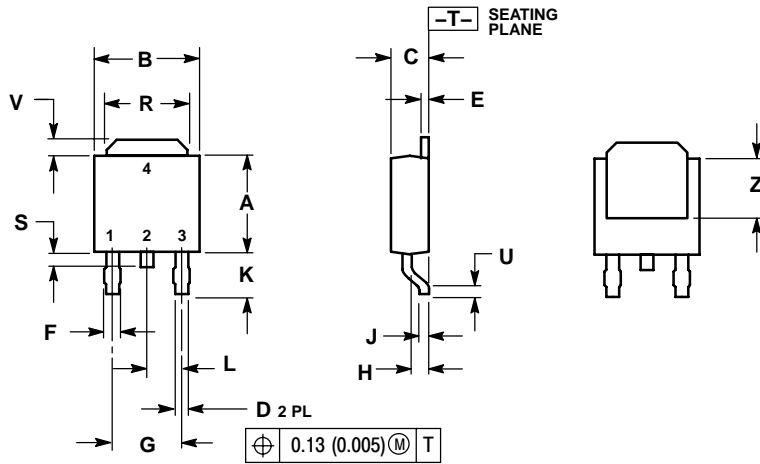 –T–
SEATING
PLANE
B
C
V
R
E
4
Z
S
A
1 2 3
K
U
F
J
L
H
D 2 PL
G
⌖ 0.13 (0.005) Ⓜ T